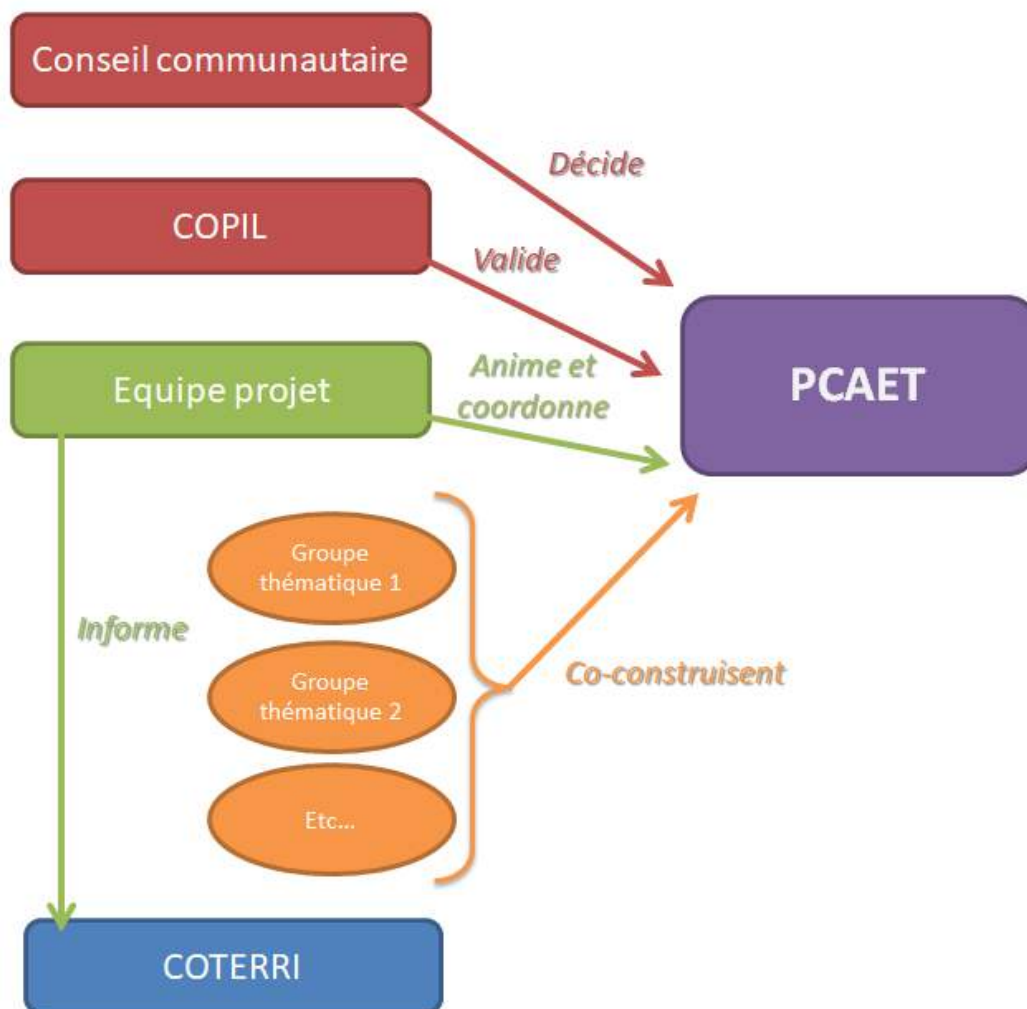 Conseil communautaire
Décide
COPIL
Valide
Equipe projet
Anime et
coordonne
PCAET
Groupe
thématique 1
Informe
Groupe
thématique 2
Co-construisent
Etc...
COTERRI